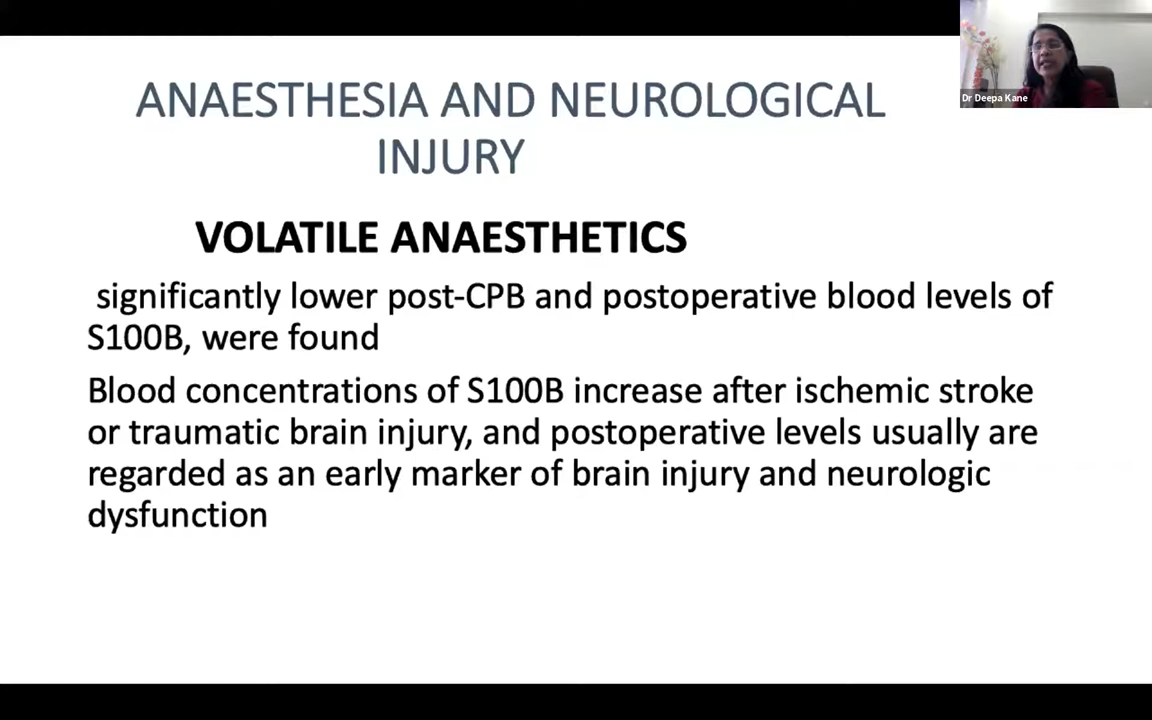 ANAESTHESIA AND NEUROLOGICAL
INJURY
Dr Deepa Kane
VOLATILE ANAESTHETICS
significantly lower post-CPB and postoperative blood levels of
S100B, were found
Blood concentrations of S100B increase after ischemic stroke
or traumatic brain injury, and postoperative levels usually are
regarded as an early marker of brain injury and neurologic
dysfunction